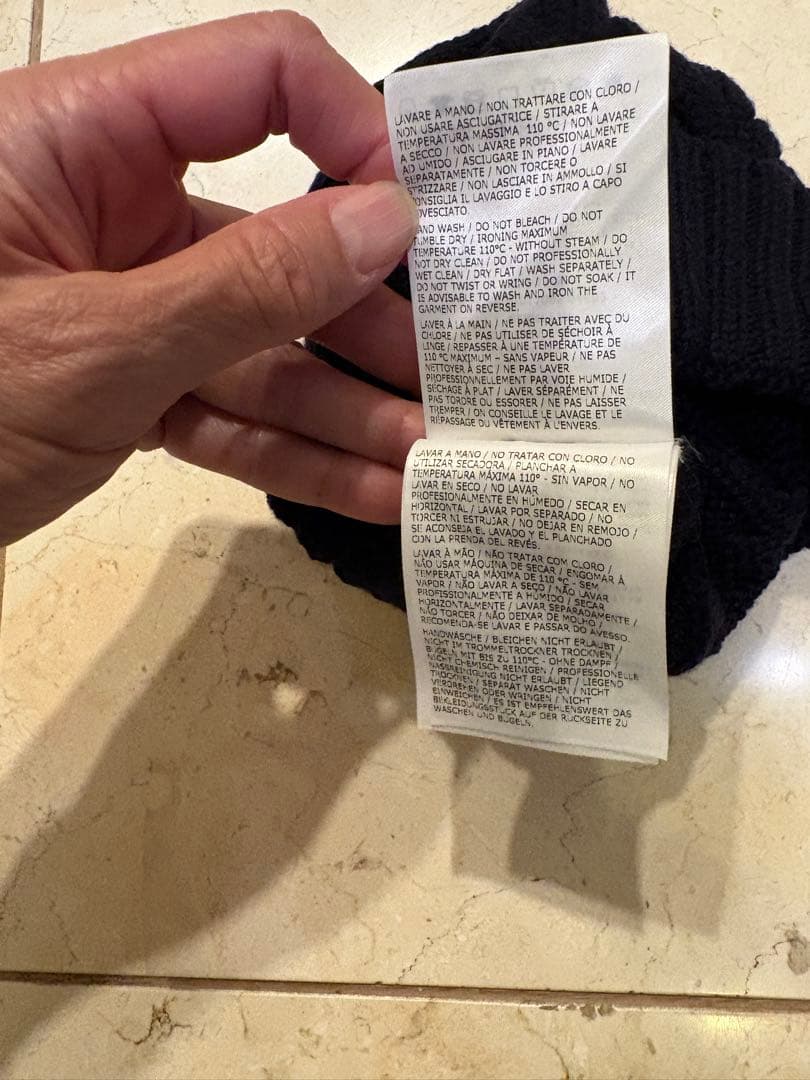 LAVARE A MANO / NON TRATTARE CON CLORO /
NON USARE ASCIUGATRICE / STIRARE A
TEMPERATURA MASSIMA 110 °C / NON LAVARE
A SECCO / NON LAVARE PROFESSIONALMENTE
AD UMIDO / ASCIUGARE IN PIANO / LAVARE
SEPARATAMENTE / NON TORCERE O
STRIZZARE / NON LASCIARE IN AMMOLLO / SI
ONSIGLIA IL LAVAGGIO E LO STIRO A CAPO
OVESCIATO.
AND WASH / DO NOT BLEACH / DO NOT
UMBLE DRY / IRONING MAXIMUM
TEMPERATURE 110°C - WITHOUT STEAM / DO
NOT DRY CLEAN / DO NOT PROFESSIONALLY
WET CLEAN / DRY FLAT / WASH SEPARATELY /
DO NOT TWIST OR WRING / DO NOT SOAK / IT
IS ADVISABLE TO WASH AND IRON THE
GARMENT ON REVERSE.
LAVER À LA MAIN / NE PAS TRAITER AVEC DU
CHLORE / NE PAS UTILISER DE SÉCHOIR À
LINGE / REPASSER À UNE TEMPÉRATURE DE
110 °C MAXIMUM – SANS VAPEUR / NE PAS
NETTOYER À SEC / NE PAS LAVER
PROFESSIONNELLEMENT PAR VOIE HUMIDE /
SÉCHAGE À PLAT / LAVER SÉPARÉMENT / NE
PAS TORDRE OU ESSORER / NE PAS LAISSER
TREMPER / ON CONSEILLE LE LAVAGE ET LE
REPASSAGE DU VÊTEMENT À L'ENVERS.
LAVAR A MANO / NO TRATAR CON CLORO / NO
UTILIZAR SECADORA / PLANCHAR A
TEMPERATURA MÁXIMA 110º - SIN VAPOR / NO
LAVAR EN SECO / NO LAVAR
PROFESIONALMENTE EN HÚMEDO / SECAR EN
HORIZONTAL / LAVAR POR SEPARADO / NO
TORCER NI ESTRUJAR / NO DEJAR EN REMOJO /
SE ACONSEJA EL LAVADO Y EL PLANCHADO
CON LA PRENDA DEL REVÉS.
LAVAR À MÃO / NÃO TRATAR COM CLORO /
NÃO USAR MÁQUINA DE SECAR / ENGOMAR À
TEMPERATURA MÁXIMA DE 110 °C - SEM
VAPOR / NÃO LAVAR A SECO / NÃO LAVAR
PROFISSIONALMENTE A HÚMIDO / SECAR
HORIZONTALMENTE / LAVAR SEPARADAMENTE /
NÃO TORCER / NÃO DEIXAR DE MOLHO /
RECOMENDA-SE LAVAR E PASSAR DO AVESSO.
HANDWÄSCHE / BLEICHEN NICHT ERLAUBT /
NICHT IM TROMMELTROCKNER TROCKNEN /
BÜGELN MIT BIS ZU 110°C - OHNE DAMPF /
NICHT CHEMISCH REINIGEN / PROFESSIONELLE
NASSREINIGUNG NICHT ERLAUBT / LIEGEND
TROCKNEN / SEPARAT WASCHEN / NICHT
VERDREHEN ODER WRINGEN / NICHT
EINWEICHEN / ES IST EMPFEHLENSWERT DAS
BEKLEIDUNGSSTÜCK AUF DER RÜCKSEITE ZU
WASCHEN UND BÜGELN.